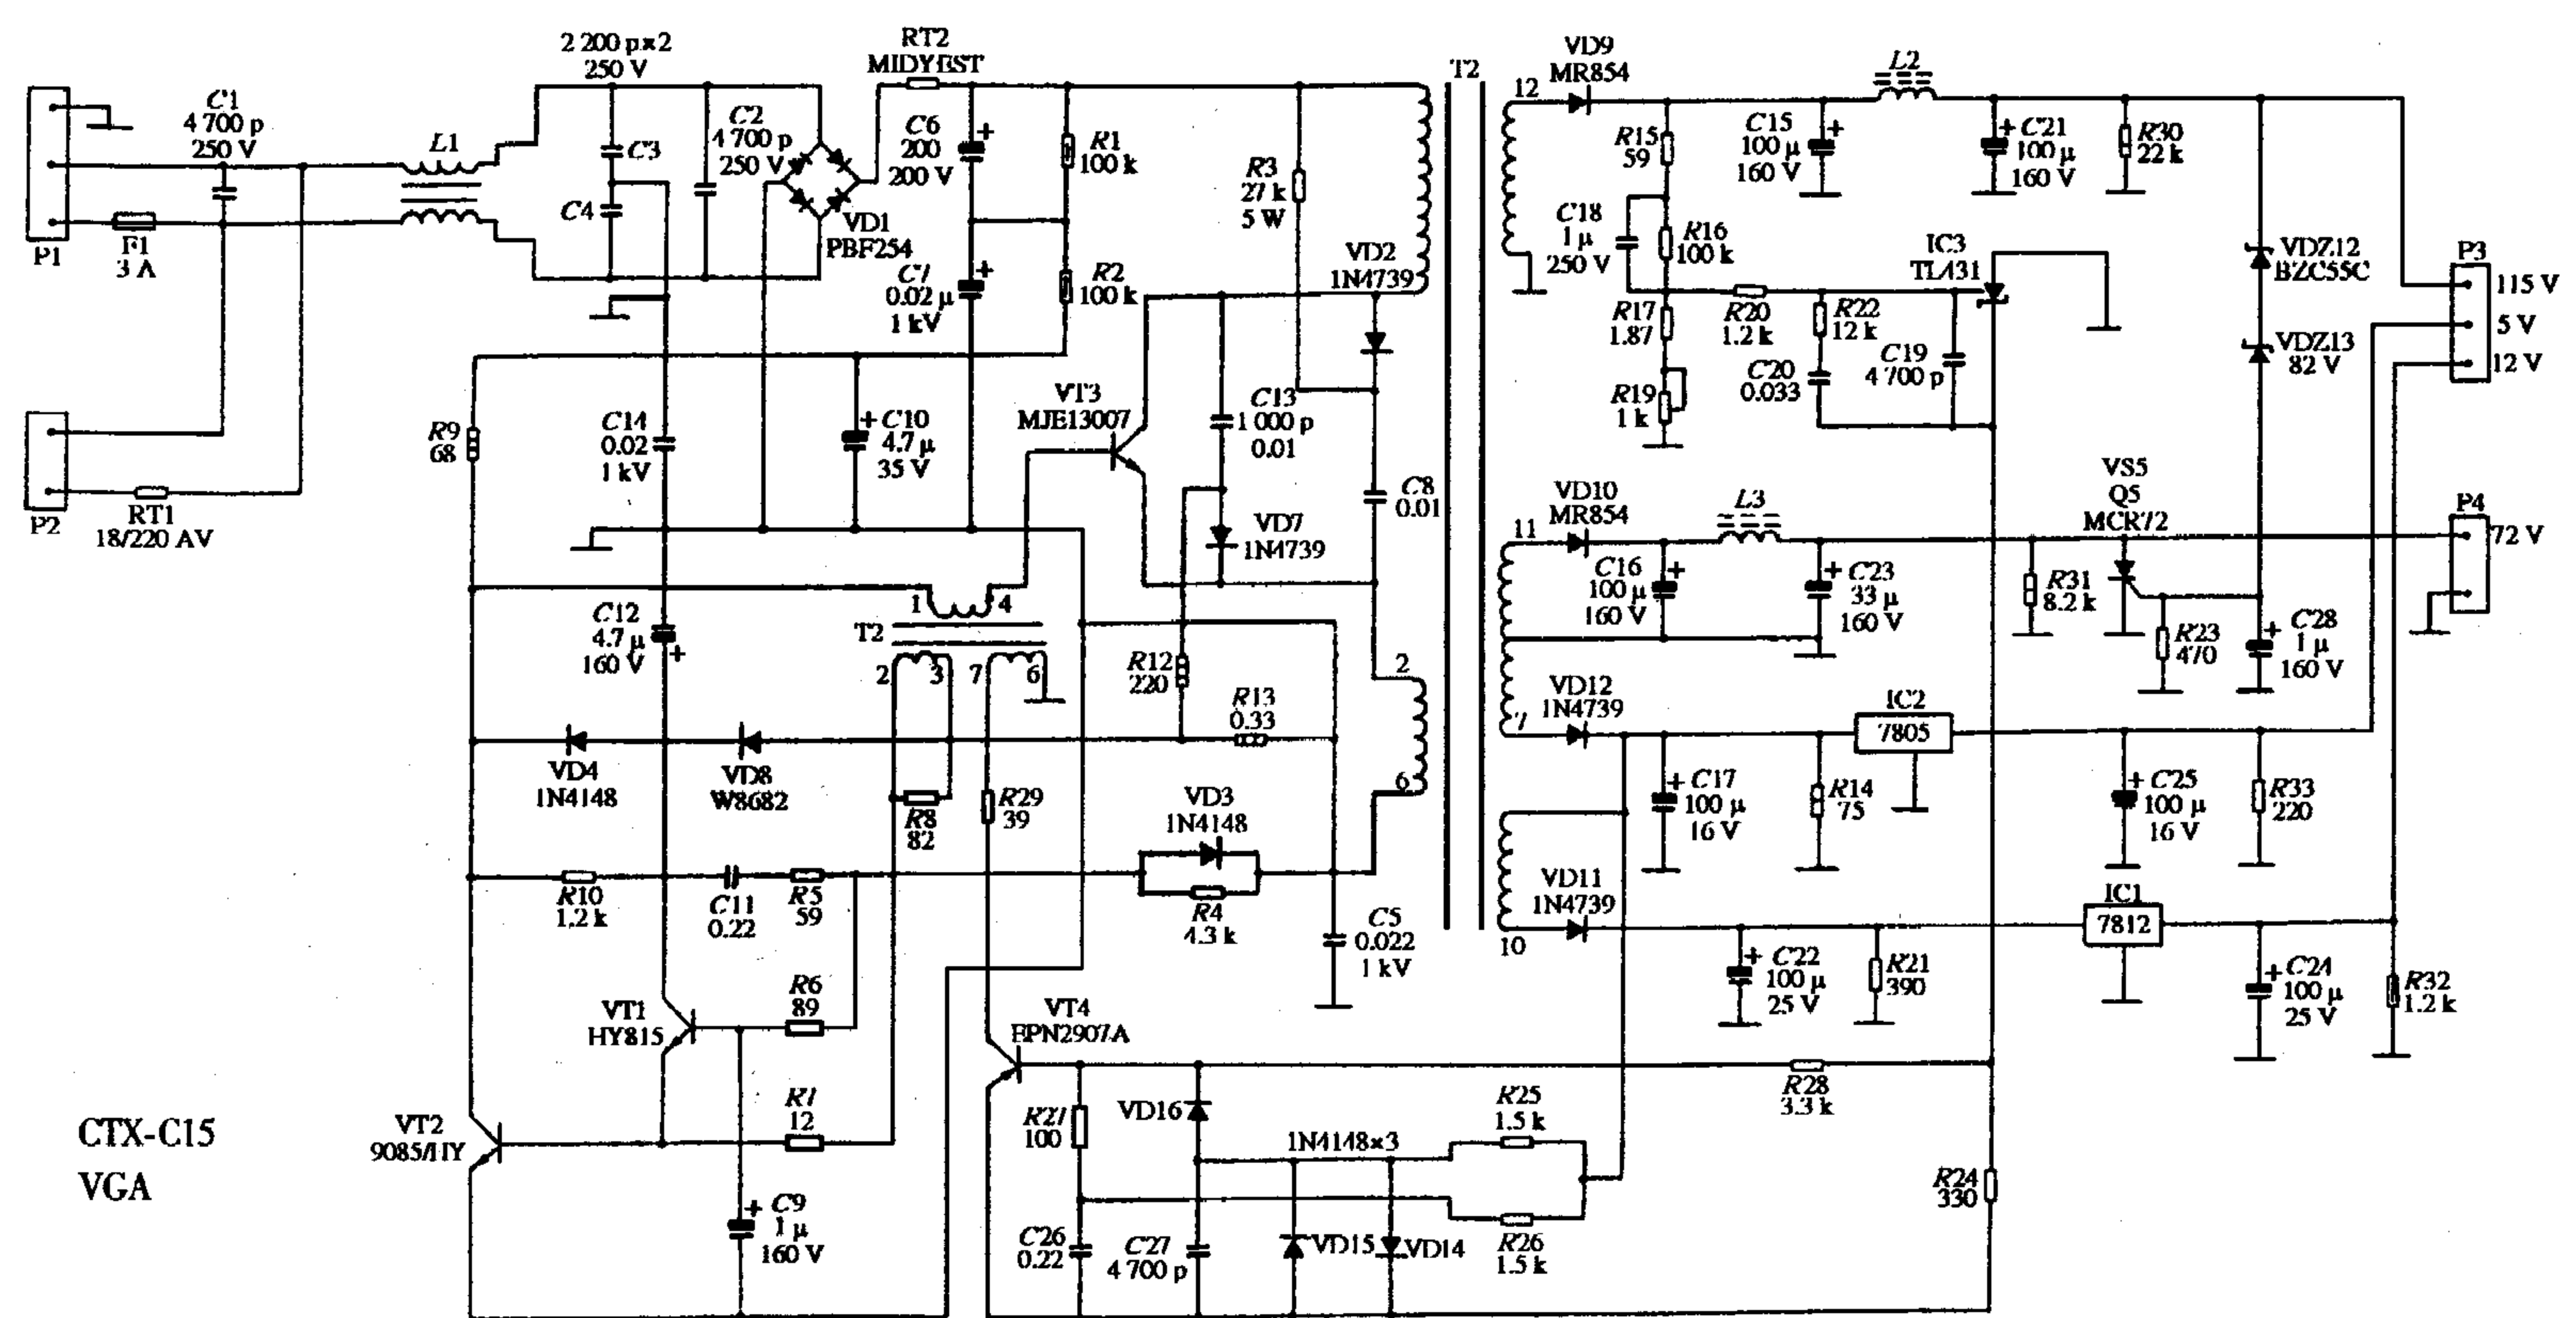 2 200 p×2
250 V
RT2
MIDYEST
T2
VD9
MR854
L2
12
C1
4 700 p
250 V
L1
C3
C4
C2
4 700 p
250 V
VD1
PBF254
C6
200
200 V
R1
100 k
C7
0.02 μ
1 kV
R2
100 k
R3
27 k
5 W
VD2
1N4739
P1
F1
3 A
P2
RT1
18/220 AV
R15
59
C15
100 μ
160 V
C21
100 μ
160 V
R30
22 k
C18
1 μ
250 V
R16
100 k
IC3
TL431
VDZ12
BZC55C
P3
115 V
5 V
12 V
R17
1.87
R20
1.2 k
R22
12 k
VDZ13
82 V
R19
1 k
C20
0.033
C19
4 700 p
R9
68
C14
0.02
1 kV
C10
4.7 μ
35 V
VT3
MJE13007
C13
1 000 p
0.01
VD7
1N4739
C8
0.01
VD10
MR854
11
L3
VS5
Q5
MCR72
P4
72 V
C16
100 μ
160 V
C23
33 μ
160 V
R31
8.2 k
R23
470
C28
1 μ
160 V
1
4
T2
2
3
7
6
C12
4.7 μ
160 V
R12
220
R13
0.33
2
6
VD12
1N4739
7
IC2
7805
VD4
1N4148
VD8
W8682
R8
82
R29
39
VD3
1N4148
R4
4.3 k
C17
100 μ
16 V
R14
75
C25
100 μ
16 V
R33
220
R10
1.2 k
C11
0.22
R5
59
C5
0.022
1 kV
VD11
1N4739
10
IC1
7812
C22
100 μ
25 V
R21
390
C24
100 μ
25 V
R32
1.2 k
VT1
HY815
R6
89
VT4
EPN2907A
R28
3.3 k
CTX-C15
VGA
VT2
9085/HY
R7
12
R27
100
VD16
1N4148×3
R25
1.5 k
R24
330
C9
1 μ
160 V
C26
0.22
C27
4 700 p
VD15
VD14
R26
1.5 k